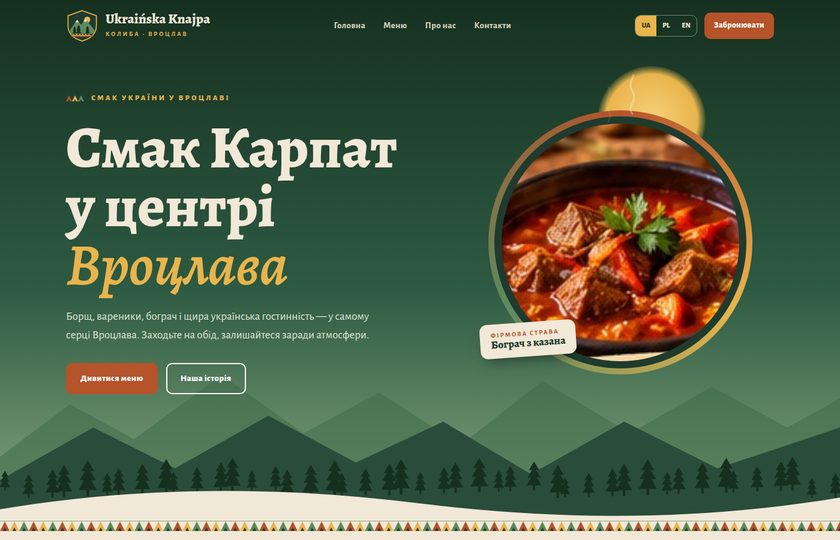 Ukraińska Knajpa
КОЛИБА · ВРОЦЛАВ
Головна Меню Про нас Контакти
UA PL EN
Забронювати
СМАК УКРАЇНИ У ВРОЦЛАВІ
Смак Карпат
у центрі
Вроцлава
Борщ, вареники, бограч і щира українська гостинність — у самому
серці Вроцлава. Заходьте на обід, залишайтеся заради атмосфери.
Дивитися меню
Наша історія
ФІРМОВА СТРАВА
Бограч з казана